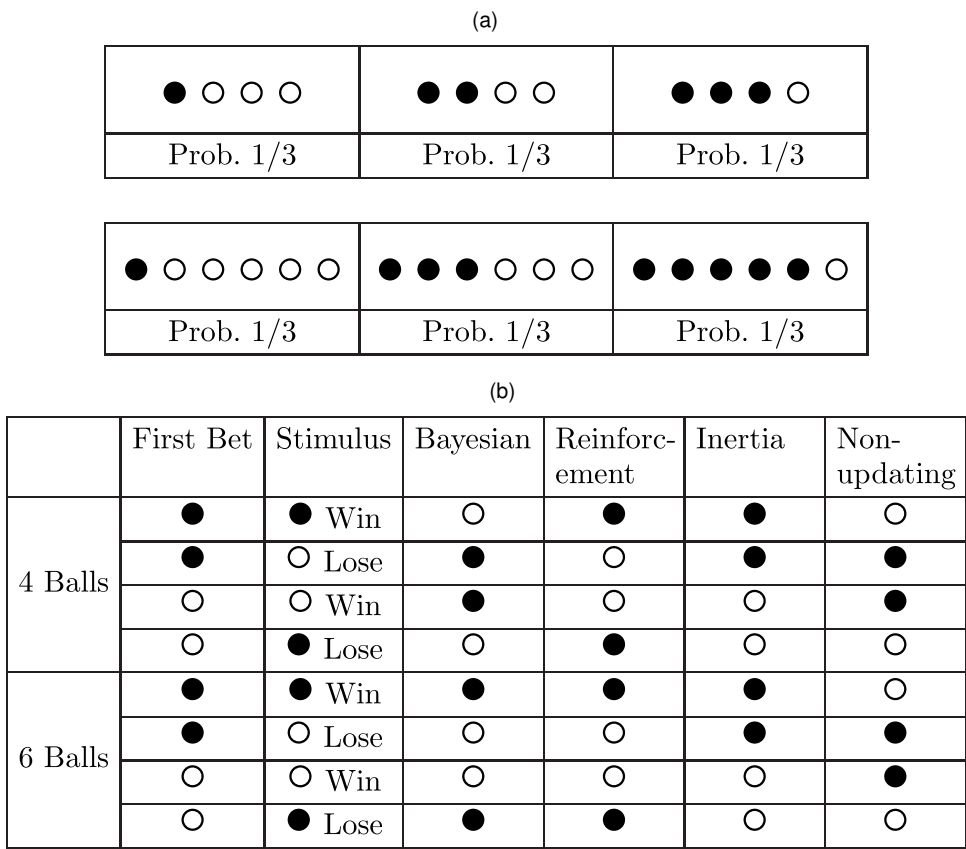 (a)
Prob. 1/3 Prob. 1/3 Prob. 1/3
Prob. 1/3 Prob. 1/3 Prob. 1/3
(b)
First Bet Stimulus Bayesian Reinforc- Inertia Non-
ement updating
Win
Lose
4 Balls
Win
Lose
Win
Lose
6 Balls
Win
Lose